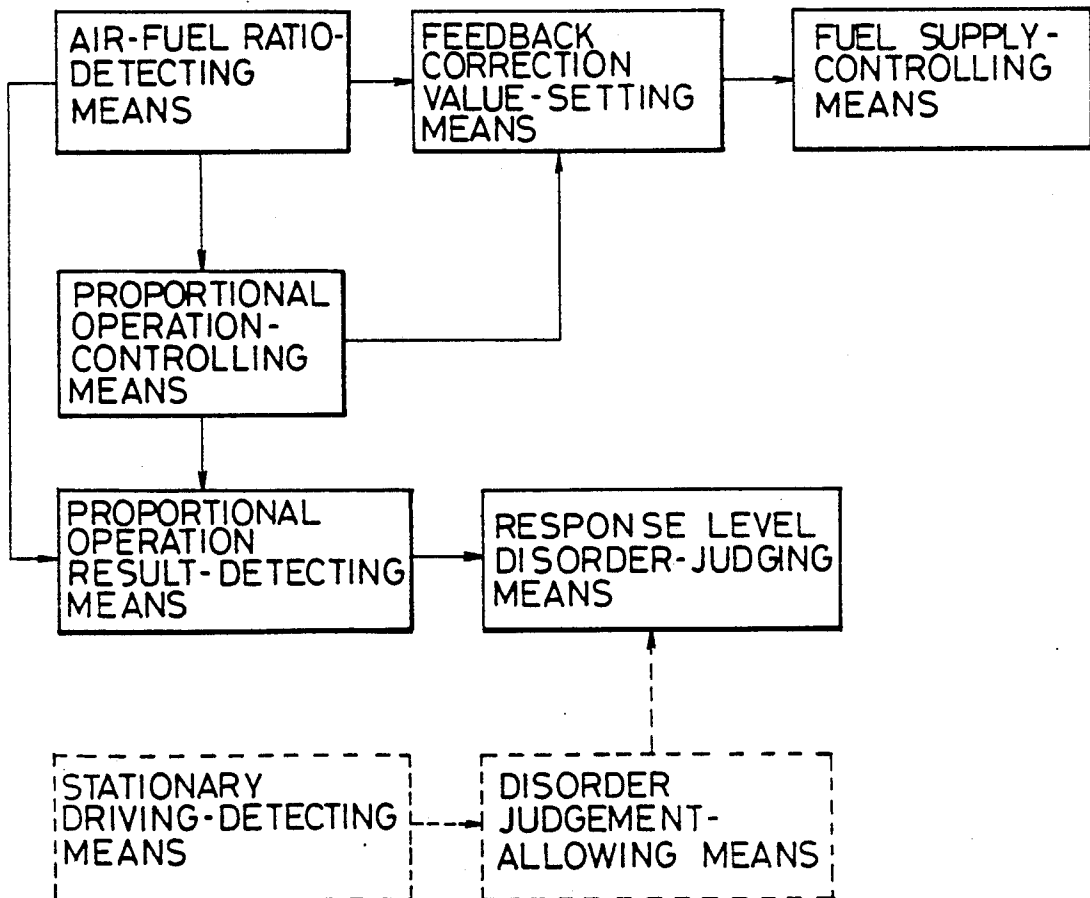 AIR-FUEL RATIO-
DETECTING
MEANS
FEEDBACK
CORRECTION
VALUE-SETTING
MEANS
FUEL SUPPLY-
CONTROLLING
MEANS
PROPORTIONAL
OPERATION-
CONTROLLING
MEANS
PROPORTIONAL
OPERATION
RESULT-DETECTING
MEANS
RESPONSE LEVEL
DISORDER-JUDGING
MEANS
STATIONARY
DRIVING-DETECTING
MEANS
DISORDER
JUDGEMENT-
ALLOWING MEANS